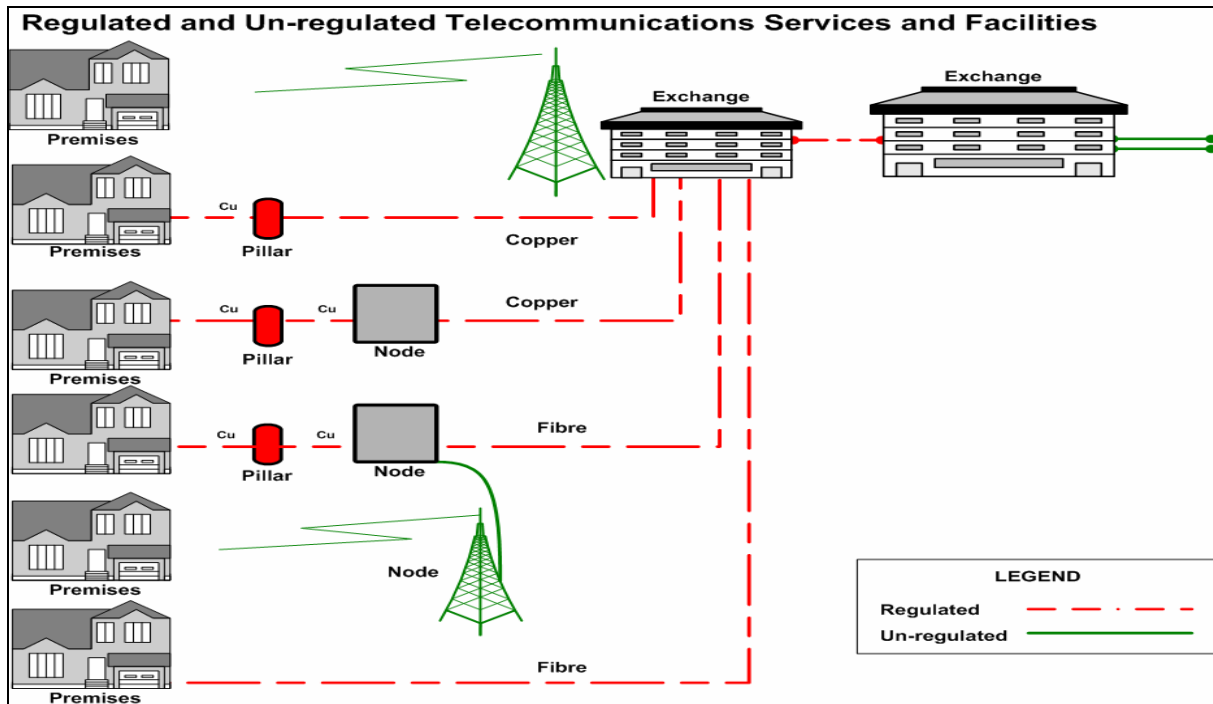 Regulated and Un-regulated Telecommunications Services and Facilities
Exchange
Exchange
Premises
Cu
Copper
Premises
Pillar
Cu
Cu
Copper
Pillar
Node
Premises
Cu
Cu
Fibre
Pillar
Node
Premises
Node
Premises
LEGEND
Regulated
Un-regulated
Fibre
Premises